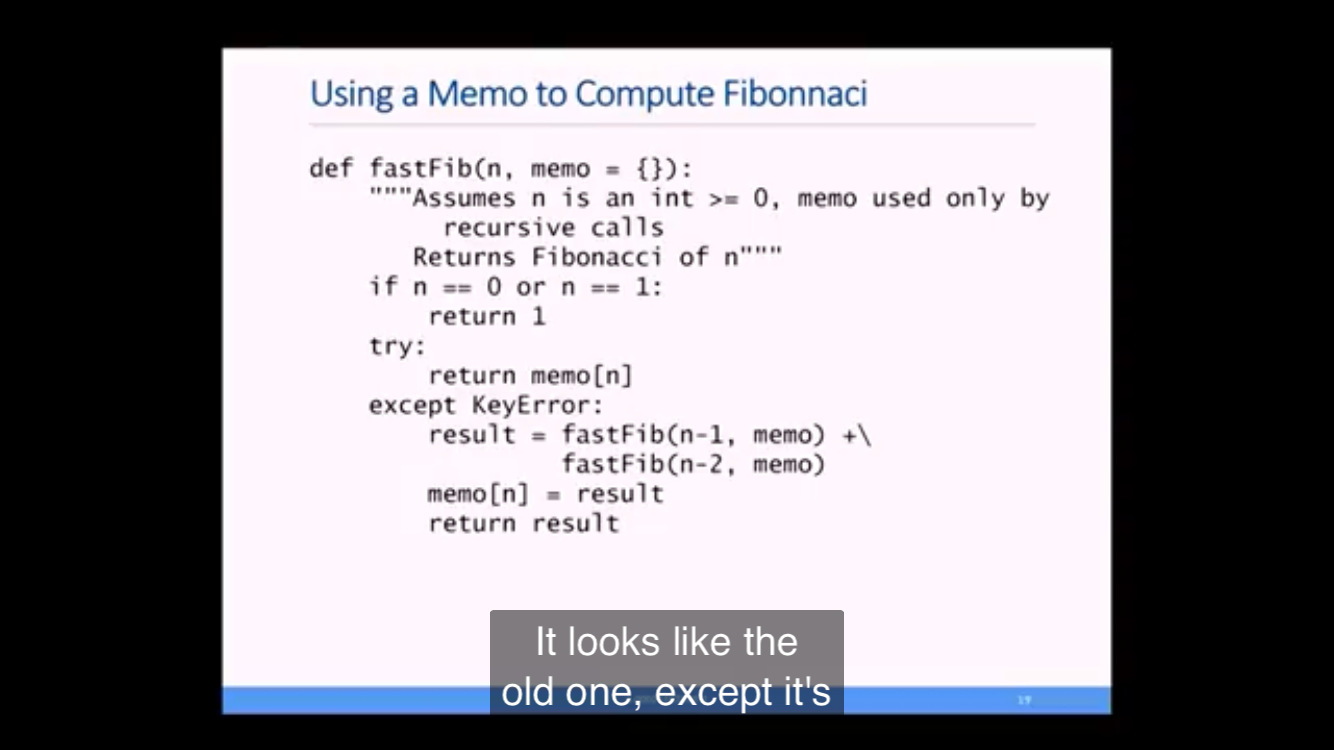 Using a Memo to Compute Fibonnaci
def fastFib(n, memo = {}):
"""Assumes n is an int >= 0, memo used only by
recursive calls
Returns Fibonacci of n"""
if n == 0 or n == 1:
return 1
try:
return memo[n]
except KeyError:
result = fastFib(n-1, memo) +\
fastFib(n-2, memo)
memo[n] = result
return result
It looks like the
old one, except it's
19